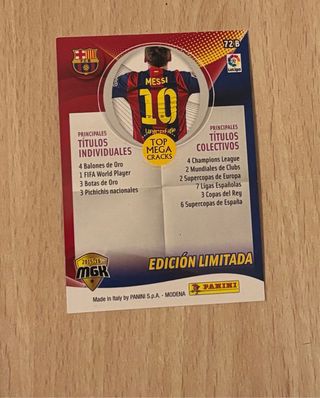 72 B
LaLiga
MESSI
10
TOP
MEGA
CRACKS
PRINCIPALES
TÍTULOS
INDIVIDUALES
4 Balones de Oro
1 FIFA World Player
3 Botas de Oro
3 Pichichis nacionales
PRINCIPALES
TÍTULOS
COLECTIVOS
4 Champions League
2 Mundiales de Clubs
2 Supercopas de Europa
7 Ligas Españolas
3 Copas del Rey
6 Supercopas de España
MGK
EDICIÓN LIMITADA
PANINI
Made in Italy by PANINI S.p.A. - MODENA